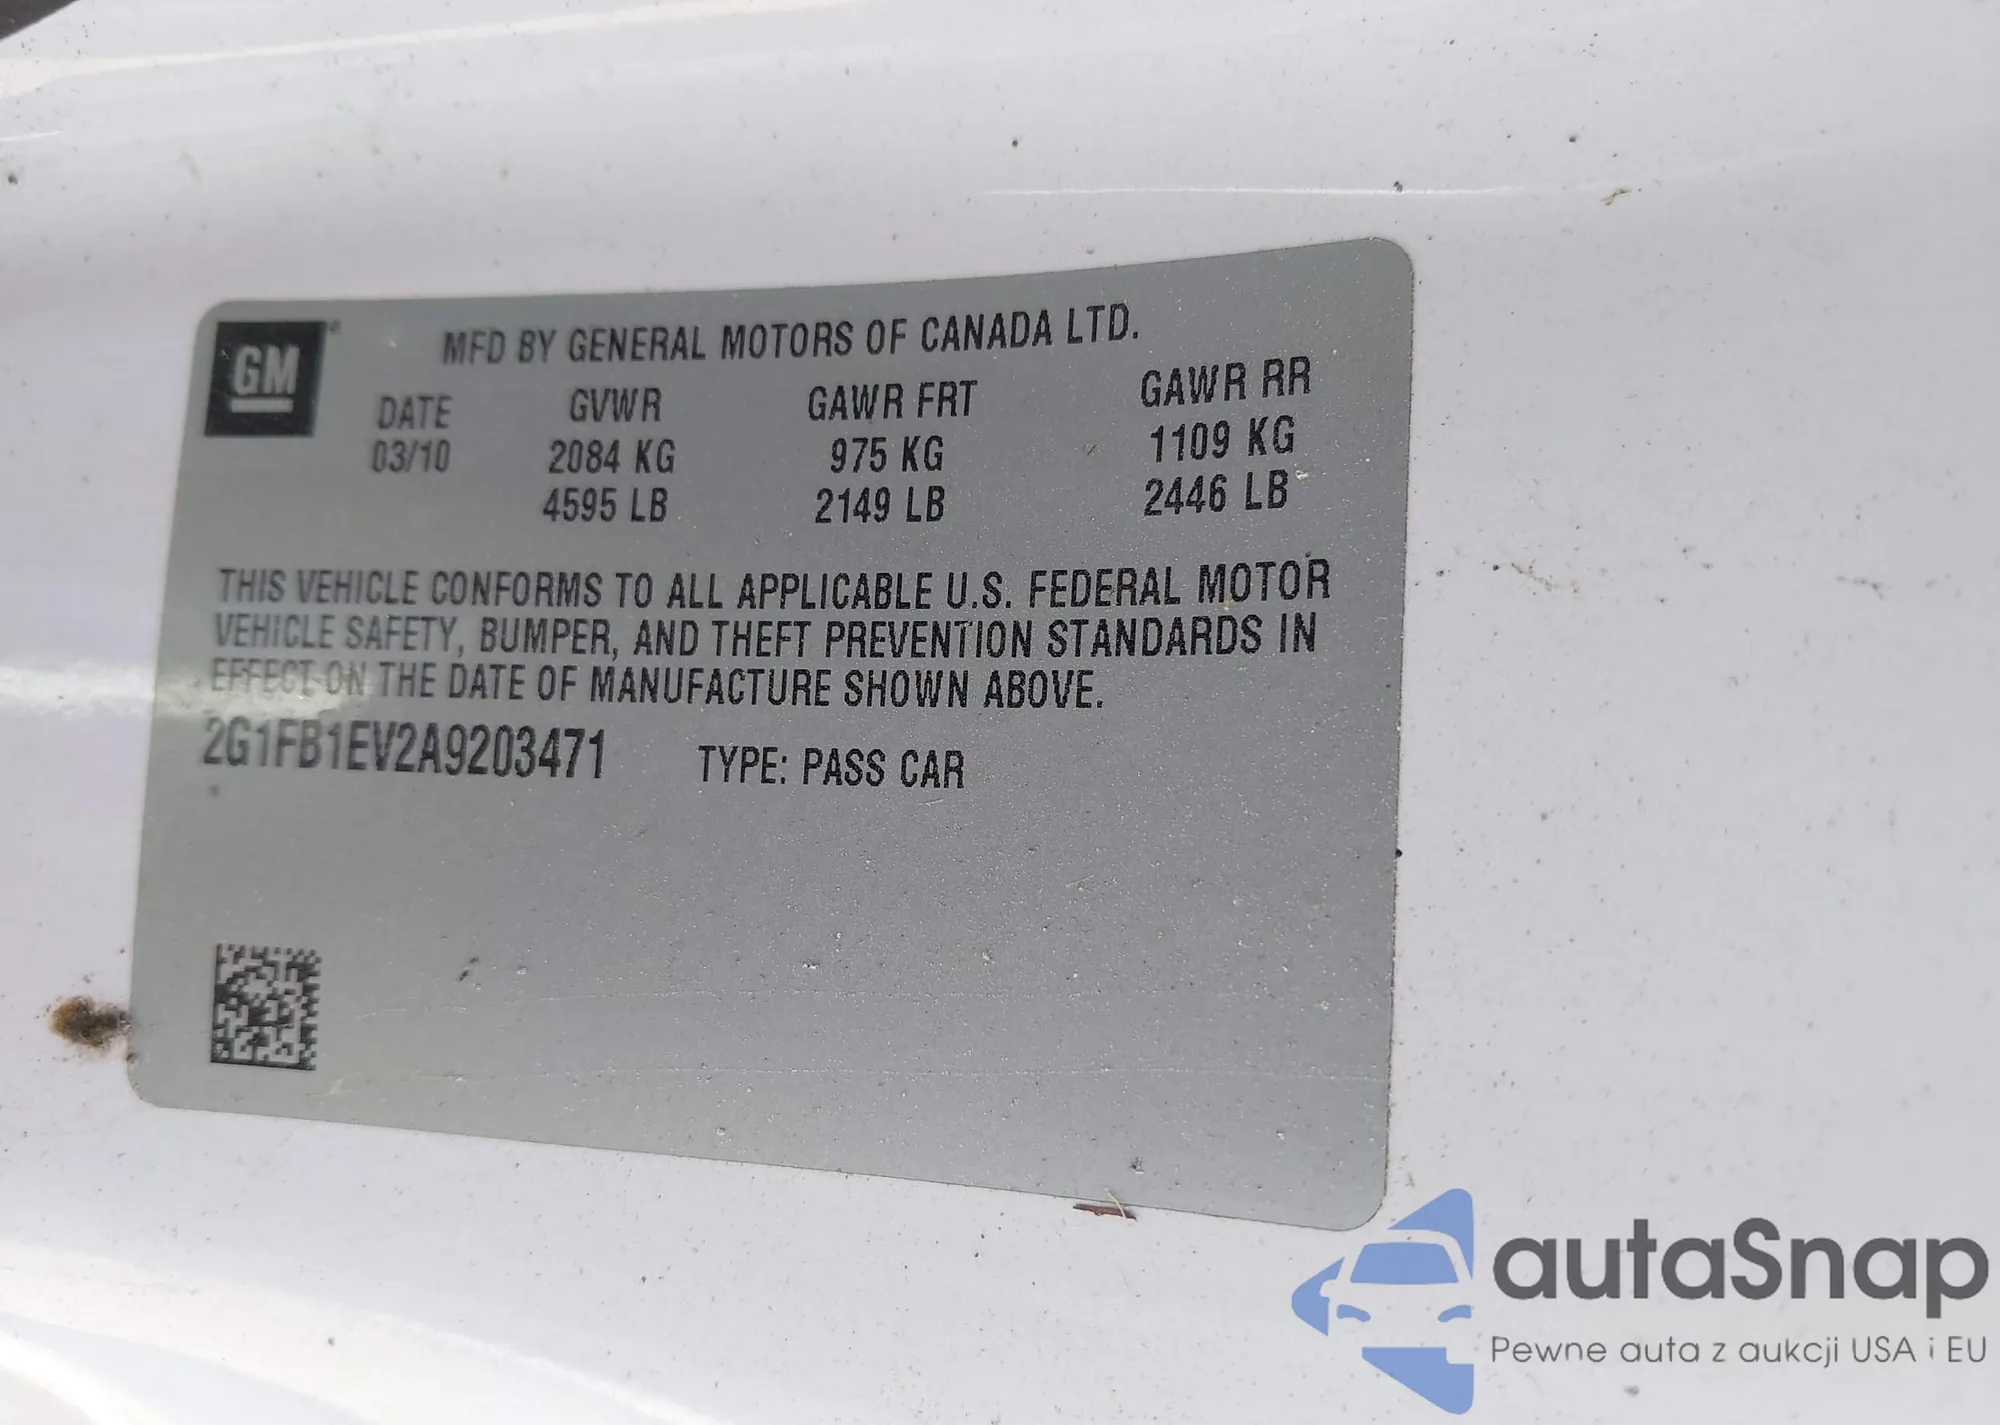 GM
MFD BY GENERAL MOTORS OF CANADA LTD.
DATE GVWR GAWR FRT GAWR RR
03/10 2084 KG 975 KG 1109 KG
4595 LB 2149 LB 2446 LB
THIS VEHICLE CONFORMS TO ALL APPLICABLE U.S. FEDERAL MOTOR
VEHICLE SAFETY, BUMPER, AND THEFT PREVENTION STANDARDS IN
EFFECT ON THE DATE OF MANUFACTURE SHOWN ABOVE.
2G1FB1EV2A9203471 TYPE: PASS CAR
autaSnap
Pewne auta z aukcji USA i EU